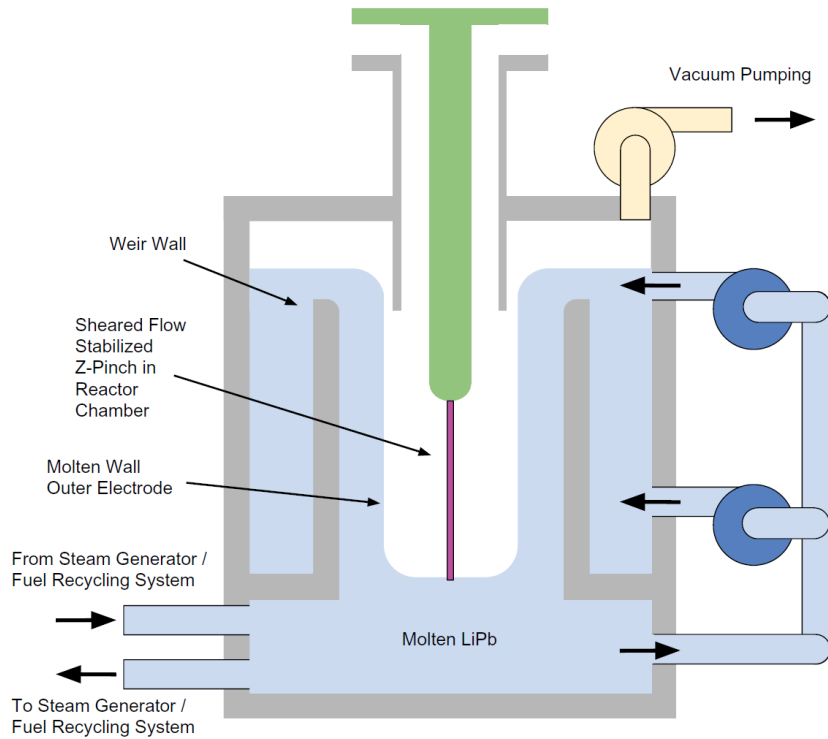 Vacuum Pumping
Weir Wall
Sheared Flow
Stabilized
Z-Pinch in
Reactor
Chamber
Molten Wall
Outer Electrode
From Steam Generator /
Fuel Recycling System
Molten LiPb
To Steam Generator /
Fuel Recycling System